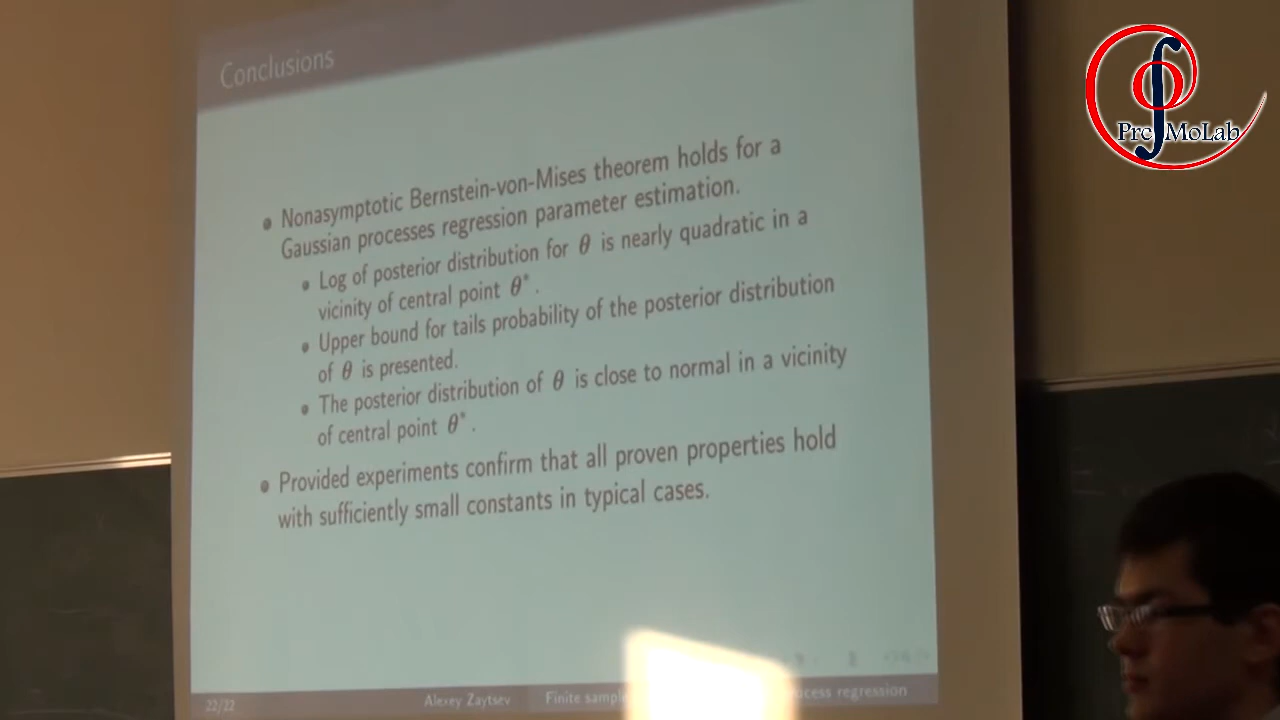 Conclusions
PreMoLab
Nonasymptotic Bernstein-von-Mises theorem holds for a
Gaussian processes regression parameter estimation.
Log of posterior distribution for θ is nearly quadratic in a
vicinity of central point θ*.
Upper bound for tails probability of the posterior distribution
of θ is presented.
The posterior distribution of θ is close to normal in a vicinity
of central point θ*.
Provided experiments confirm that all proven properties hold
with sufficiently small constants in typical cases.
22/22 Alexey Zaytsev Finite regression